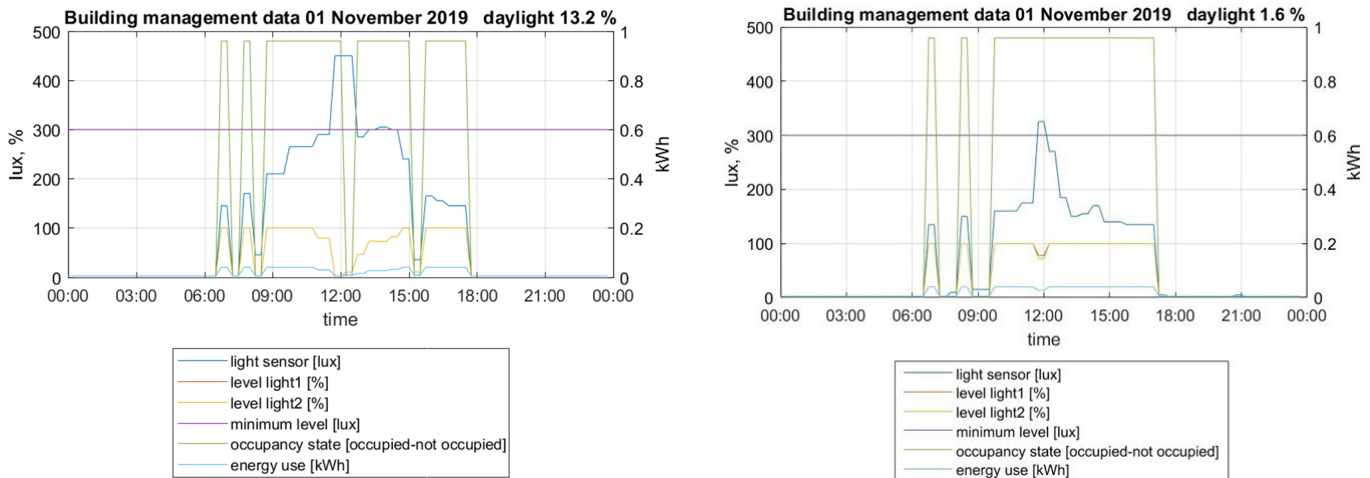 Building management data 01 November 2019 daylight 13.2 %
500
400
300
200
100
0
lux, %
1
0.8
0.6
0.4
0.2
0
kWh
00:00 03:00 06:00 09:00 12:00 15:00 18:00 21:00 00:00
time
light sensor [lux]
level light1 [%]
level light2 [%]
minimum level [lux]
occupancy state [occupied-not occupied]
energy use [kWh]
Building management data 01 November 2019 daylight 1.6 %
500
400
300
200
100
0
lux, %
1
0.8
0.6
0.4
0.2
0
kWh
00:00 03:00 06:00 09:00 12:00 15:00 18:00 21:00 00:00
time
light sensor [lux]
level light1 [%]
level light2 [%]
minimum level [lux]
occupancy state [occupied-not occupied]
energy use [kWh]